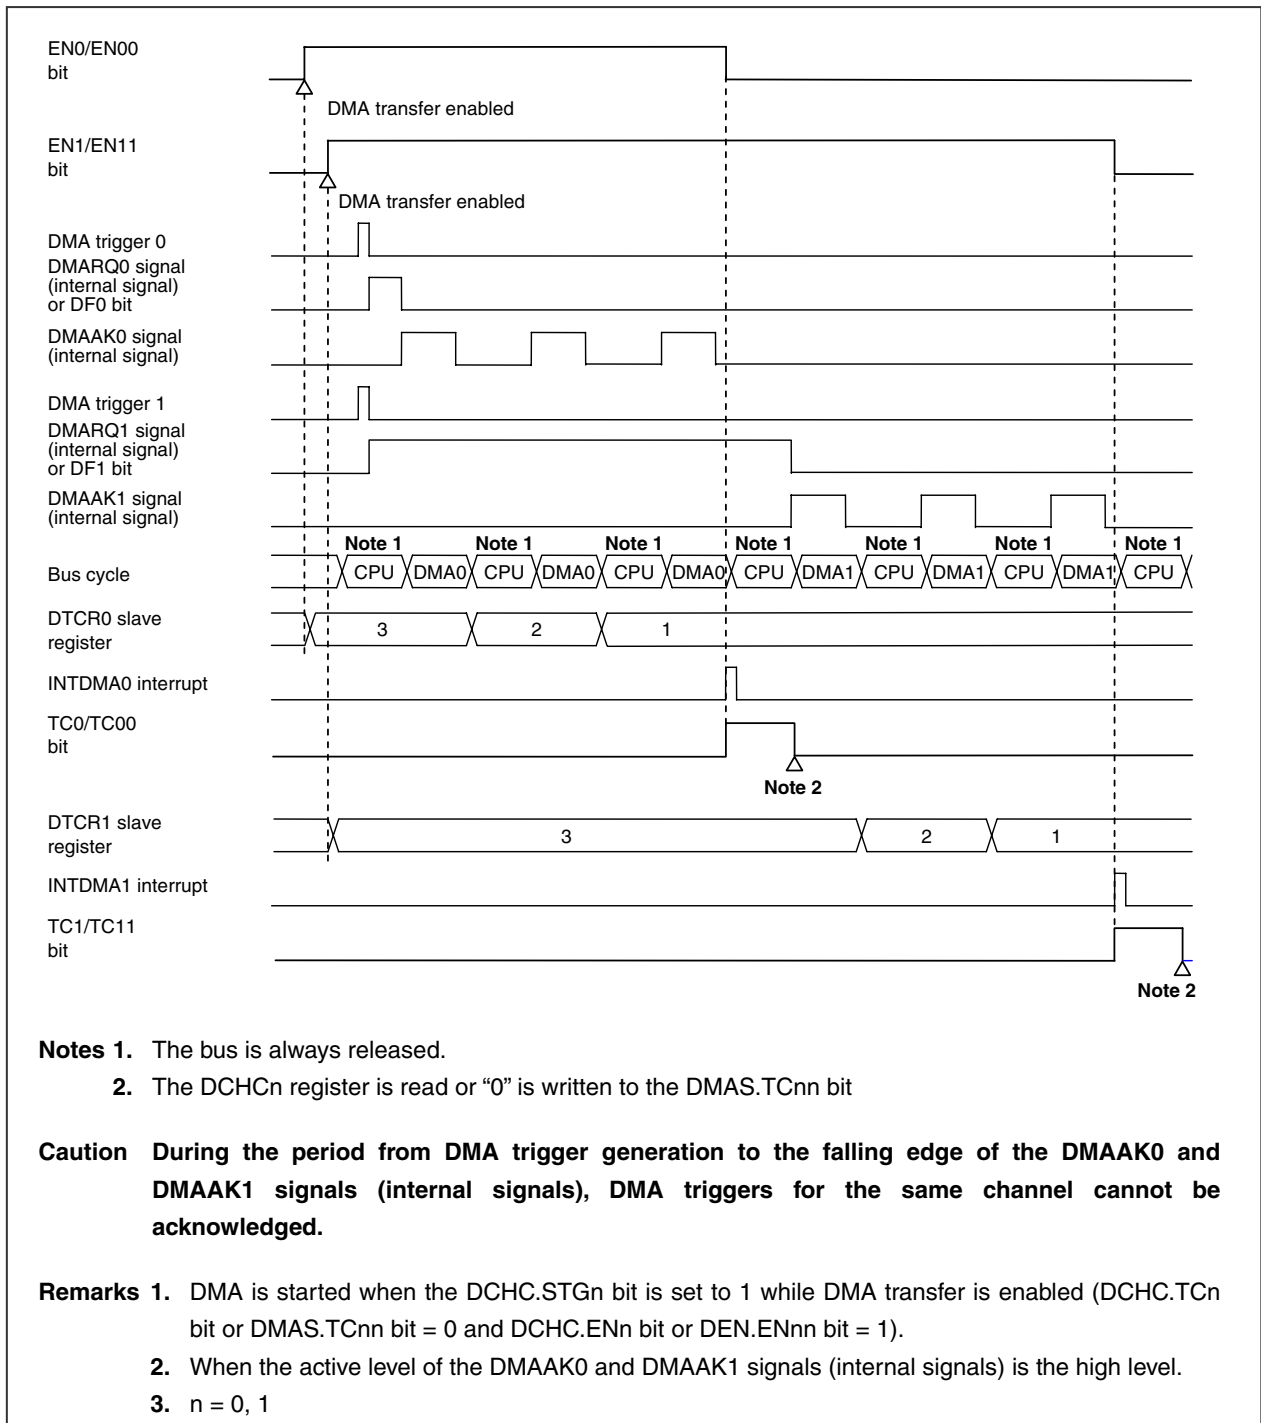 EN0/EN00
bit
DMA transfer enabled
EN1/EN11
bit
DMA transfer enabled
DMA trigger 0
DMARQ0 signal
(internal signal)
or DF0 bit
DMAAK0 signal
(internal signal)
DMA trigger 1
DMARQ1 signal
(internal signal)
or DF1 bit
DMAAK1 signal
(internal signal)
Note 1 Note 1 Note 1 Note 1 Note 1 Note 1 Note 1
Bus cycle CPU DMA0 CPU DMA0 CPU DMA0 CPU DMA1 CPU DMA1 CPU DMA1 CPU
DTCR0 slave
register
3 2 1
INTDMA0 interrupt
TC0/TC00
bit
Note 2
DTCR1 slave
register
3 2 1
INTDMA1 interrupt
TC1/TC11
bit
Note 2
Notes 1. The bus is always released.
2. The DCHCn register is read or “0” is written to the DMAS.TCnn bit
Caution During the period from DMA trigger generation to the falling edge of the DMAAK0 and
DMAAK1 signals (internal signals), DMA triggers for the same channel cannot be
acknowledged.
Remarks 1. DMA is started when the DCHC.STGn bit is set to 1 while DMA transfer is enabled (DCHC.TCn
bit or DMAS.TCnn bit = 0 and DCHC.ENn bit or DEN.ENnn bit = 1).
2. When the active level of the DMAAK0 and DMAAK1 signals (internal signals) is the high level.
3. n = 0, 1